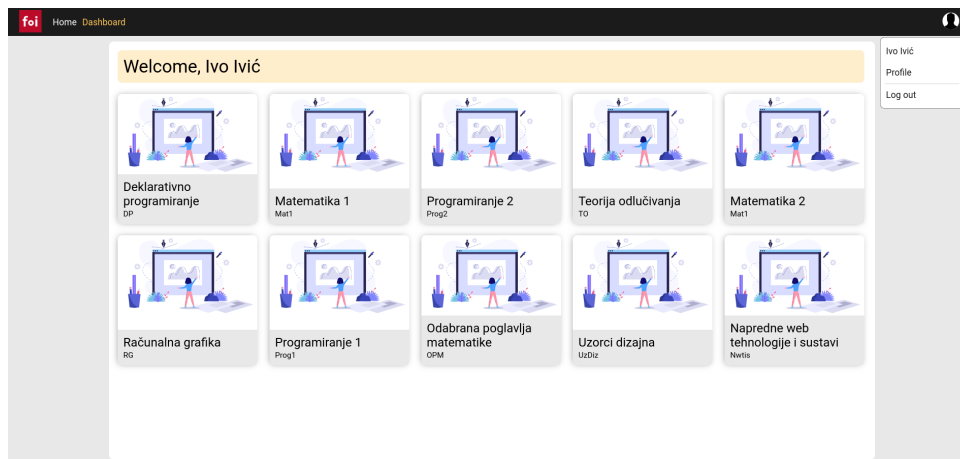 foi Home Dashboard
Ivo Ivić
Profile
Log out
Welcome, Ivo Ivić
Deklarativno
programiranje
DP
Matematika 1
Mat1
Programiranje 2
Prog2
Teorija odlučivanja
TO
Matematika 2
Mat1
Računalna grafika
RG
Programiranje 1
Prog1
Odabrana poglavlja
matematike
OPM
Uzorci dizajna
UzDiz
Napredne web
tehnologije i sustavi
Nwtis